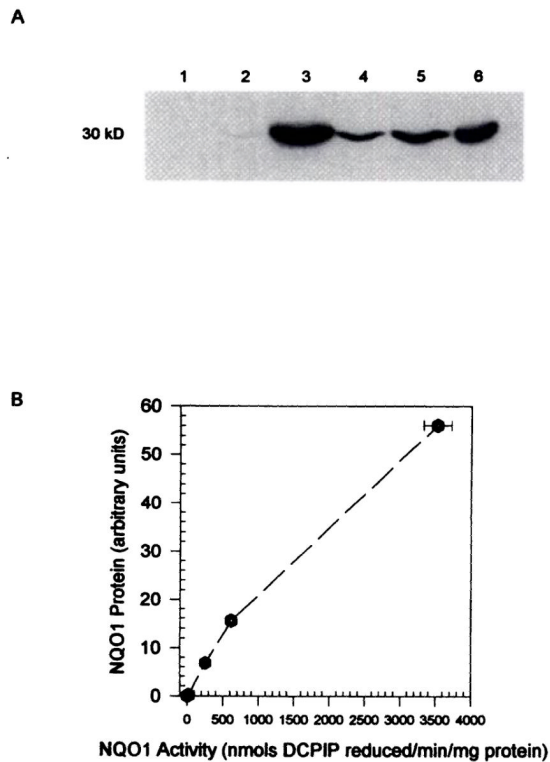 A
1 2 3 4 5 6
30 kD
B
60
50
40
30
20
10
0
NQO1 Protein (arbitrary units)
0 500 1000 1500 2000 2500 3000 3500 4000
NQO1 Activity (nmols DCPIP reduced/min/mg protein)